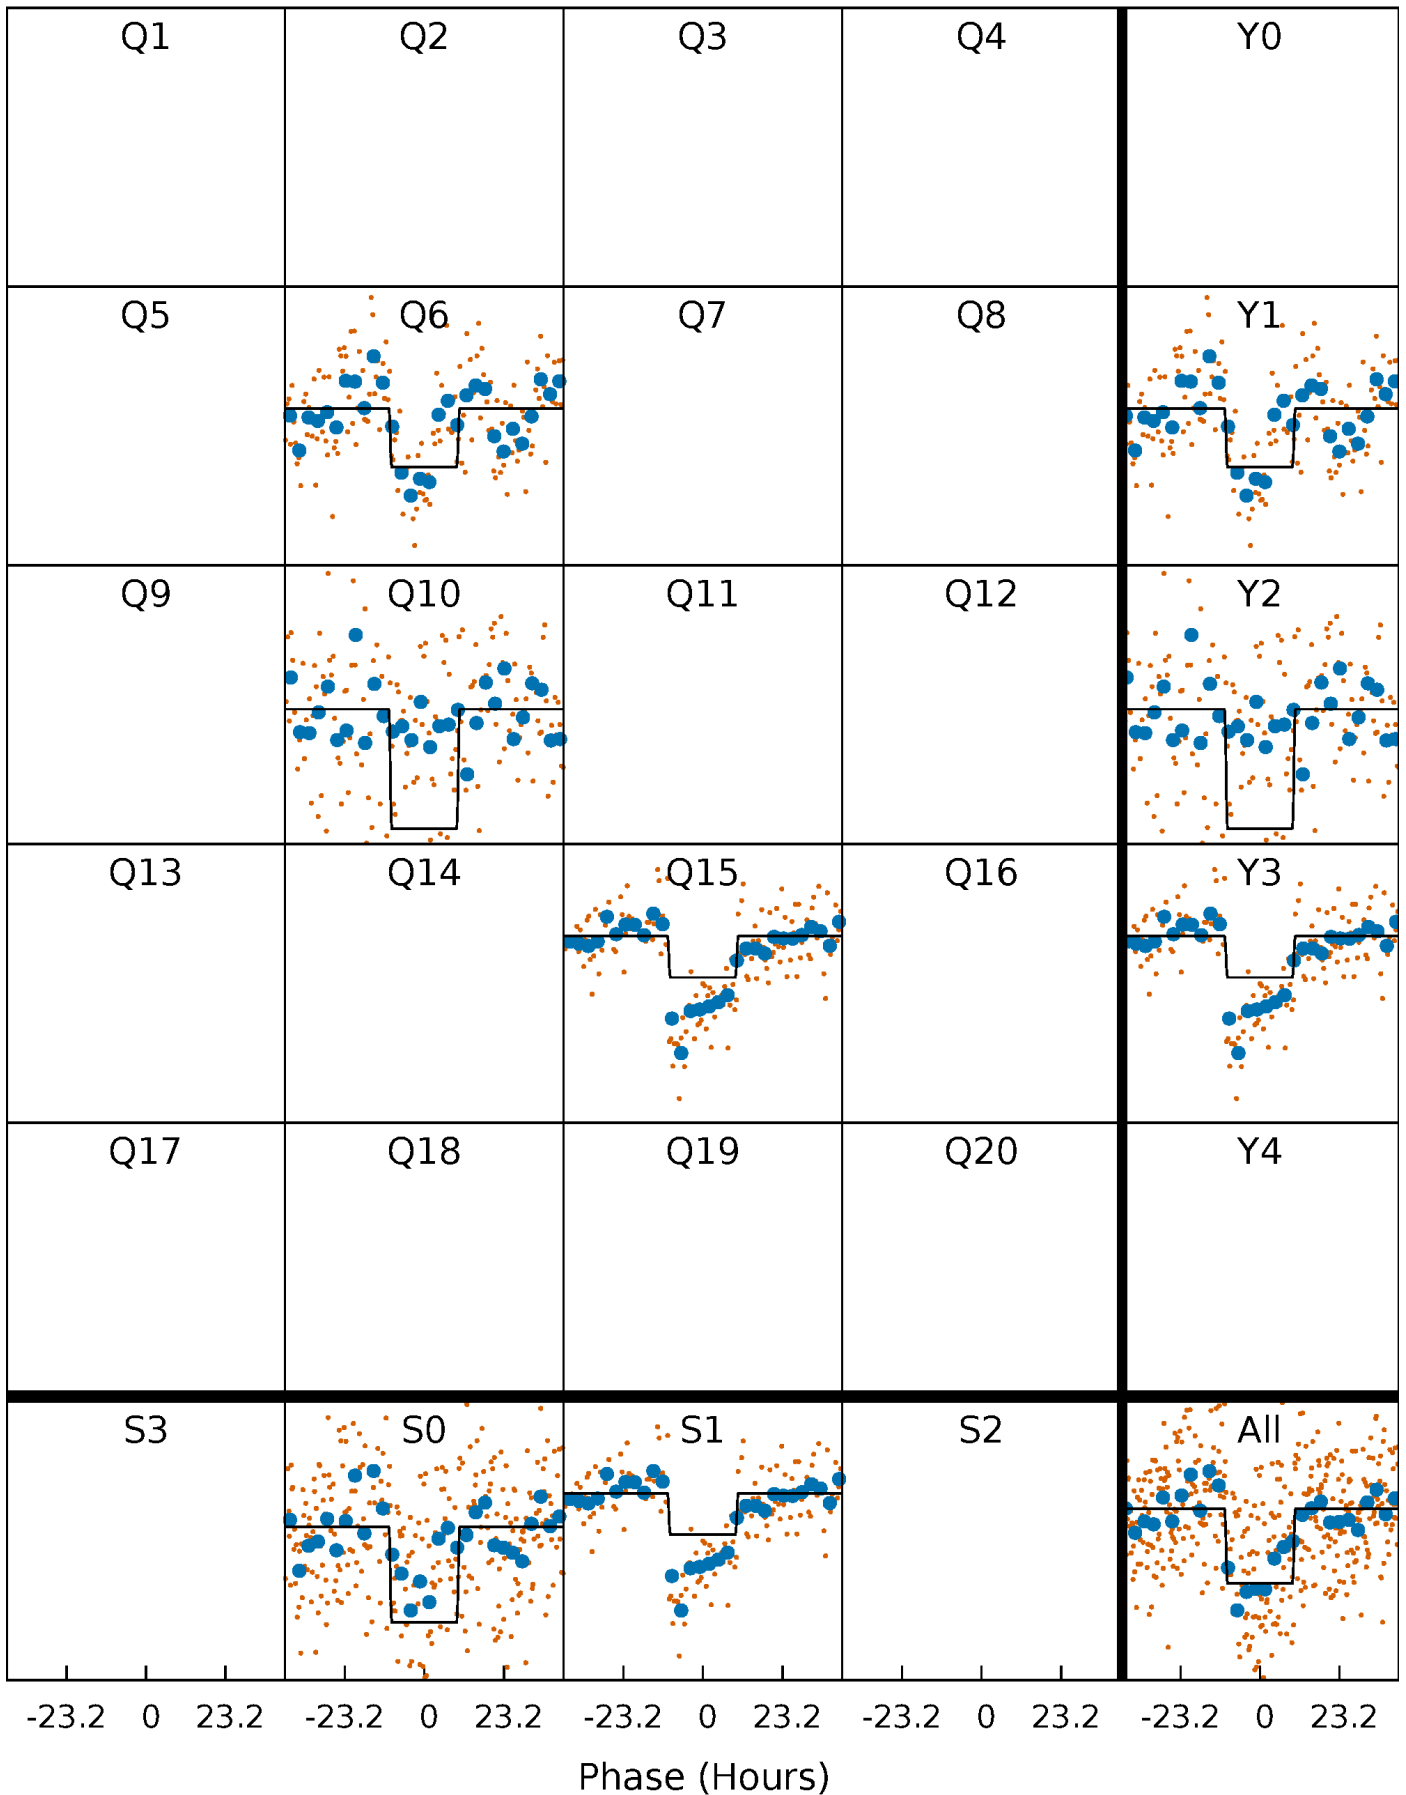 Q1 Q2 Q3 Q4 Y0
Q5 Q6 Q7 Q8 Y1
Q9 Q10 Q11 Q12 Y2
Q13 Q14 Q15 Q16 Y3
Q17 Q18 Q19 Q20 Y4
S3 S0 S1 S2 All
-23.2 0 23.2 -23.2 0 23.2 -23.2 0 23.2 -23.2 0 23.2 -23.2 0 23.2
Phase (Hours)